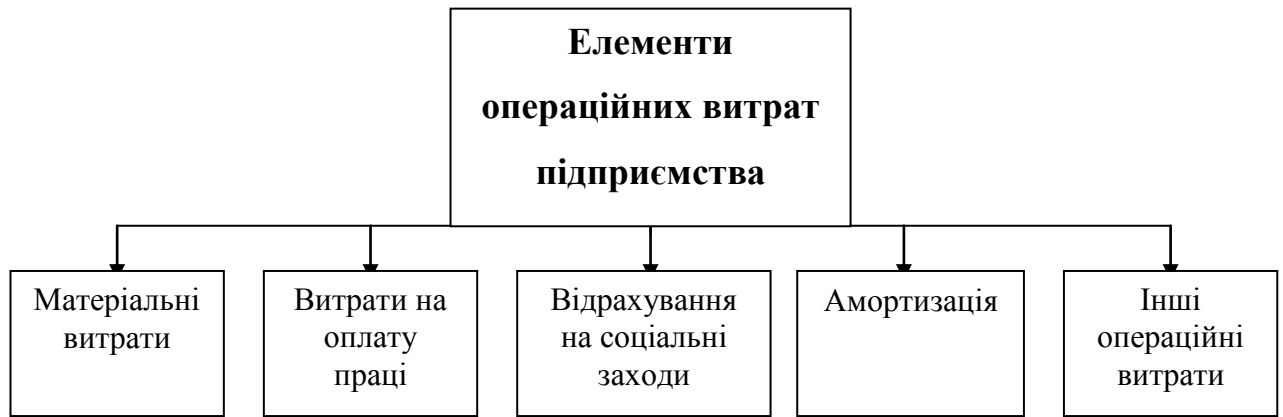 Елементи
операційних витрат
підприємства
Матеріальні
витрати
Витрати на
оплату
праці
Відрахування
на соціальні
заходи
Амортизація
Інші
операційні
витрати